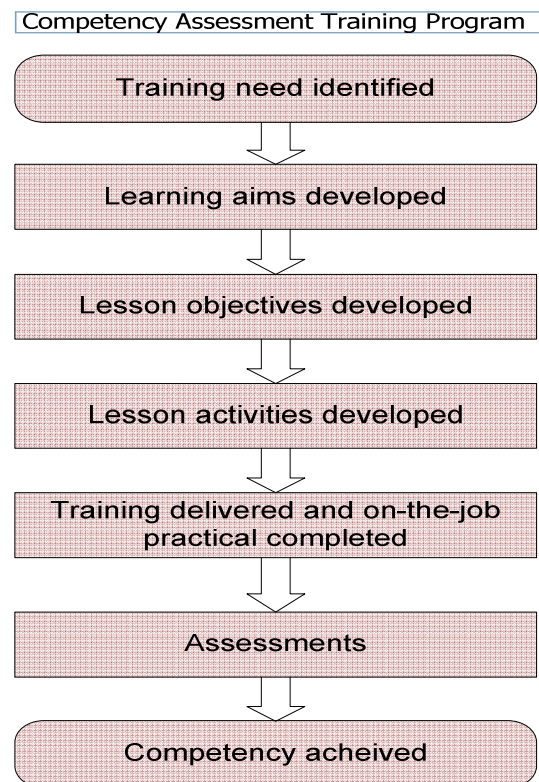 Competency Assessment Training Program
Training need identified
Learning aims developed
Lesson objectives developed
Lesson activities developed
Training delivered and on-the-job
practical completed
Assessments
Competency acheived